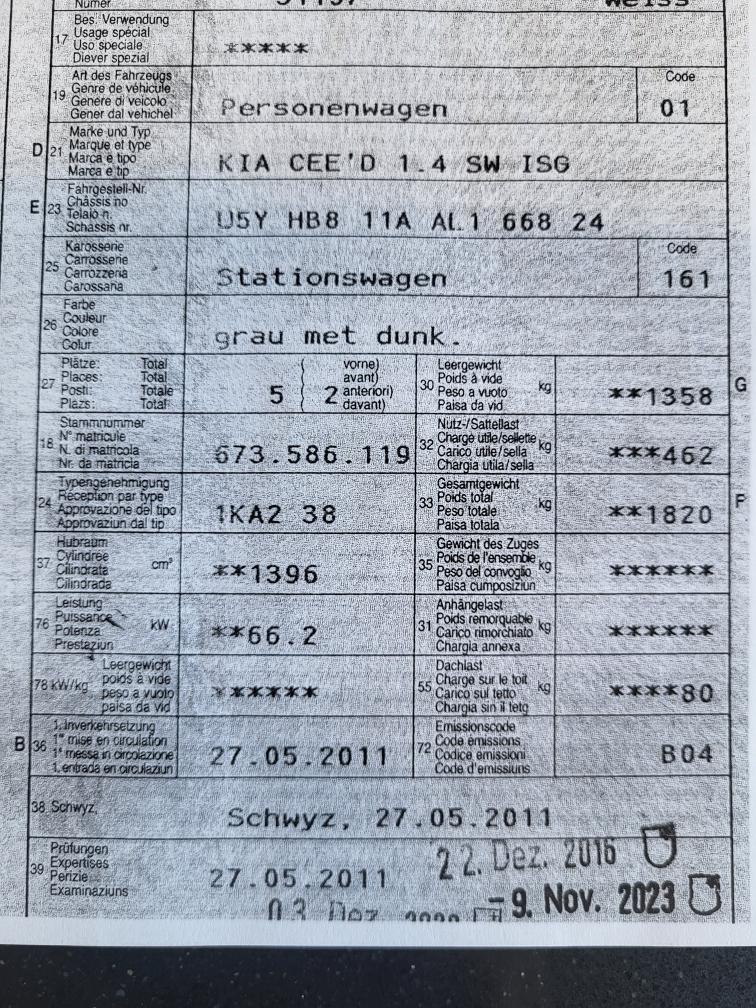 Numer
17 Bes. Verwendung
Usage spécial
Uso speciale
Diever spezial
*****
19 Art des Fahrzeugs
Genre de véhicule
Genere di veicolo
Gener dal vehichel
Personenwagen
Code
01
D 21 Marke und Typ
Marque et type
Marca e tipo
Marca e tip
KIA CEE'D 1.4 SW ISG
E 23 Fahrgestell-Nr.
Châssis no
Telaio n.
Schassis nr.
U5Y HB8 11A AL1 668 24
25 Karosserie
Carrosserie
Carrozzeria
Carossaria
Stationswagen
Code
161
26 Farbe
Couleur
Colore
Colur
grau met dunk.
27 Plätze: Total
Places: Total
Posti: Totale
Plazs: Total
5 ( 2 vorne)
avant)
anteriori)
davant)
30 Leergewicht
Poids à vide
Peso a vuoto
Paisa da vid
kg
**1358
G
18 Stammnummer
N° matricule
N. di matricola
Nr. da matricla
673.586.119
32 Nutz-/Sattellast
Charge utile/sellette
Carico utile/sella
Chargia utila/sella
kg
***462
24 Typengenehmigung
Réception par type
Approvazione del tipo
Approvaziun dal tip
1KA2 38
33 Gesamtgewicht
Poids total
Peso totale
Paisa totala
kg
**1820
F
37 Hubraum
Cylindrée
Cilindrata
Cilindrada
cm³
**1396
35 Gewicht des Zuges
Poids de l'ensemble
Peso del convoglio
Paisa cumposiziun
kg
******
76 Leistung
Puissance
Potenza
Prestaziun
kW
**66.2
31 Anhängelast
Poids remorquable
Carico rimorchiato
Chargia annexa
kg
******
78 kW/kg Leergewicht
poids à vide
peso a vuoto
paisa da vid
******
55 Dachlast
Charge sur le toit
Carico sul tetto
Chargia sin il tetg
kg
****80
B 36 1. Inverkehrsetzung
1re mise en circulation
1a messa in circolazione
1. entrada en circulaziun
27.05.2011
72 Emissionscode
Code émissions
Codice emissioni
Code d'emissiuns
B04
38 Schwyz,
Schwyz, 27.05.2011
39 Prüfungen
Expertises
Perizie
Examinaziuns
27.05.2011
22. Dez. 2016
03 Dez
- 9. Nov. 2023